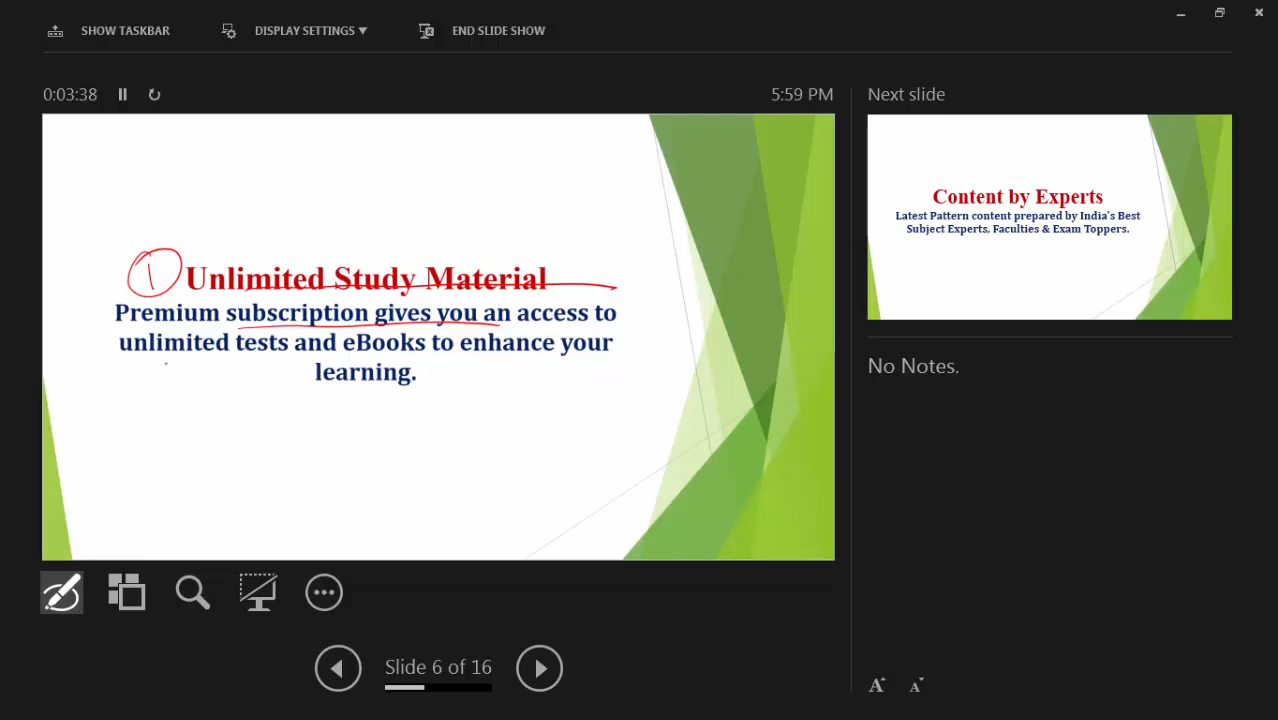 SHOW TASKBAR DISPLAY SETTINGS ▼ END SLIDE SHOW
0:03:38 5:59 PM
1 Unlimited Study Material
Premium subscription gives you an access to
unlimited tests and eBooks to enhance your
learning.
Slide 6 of 16
Next slide
Content by Experts
Latest Pattern content prepared by India's Best
Subject Experts, Faculties & Exam Toppers.
No Notes.
A A